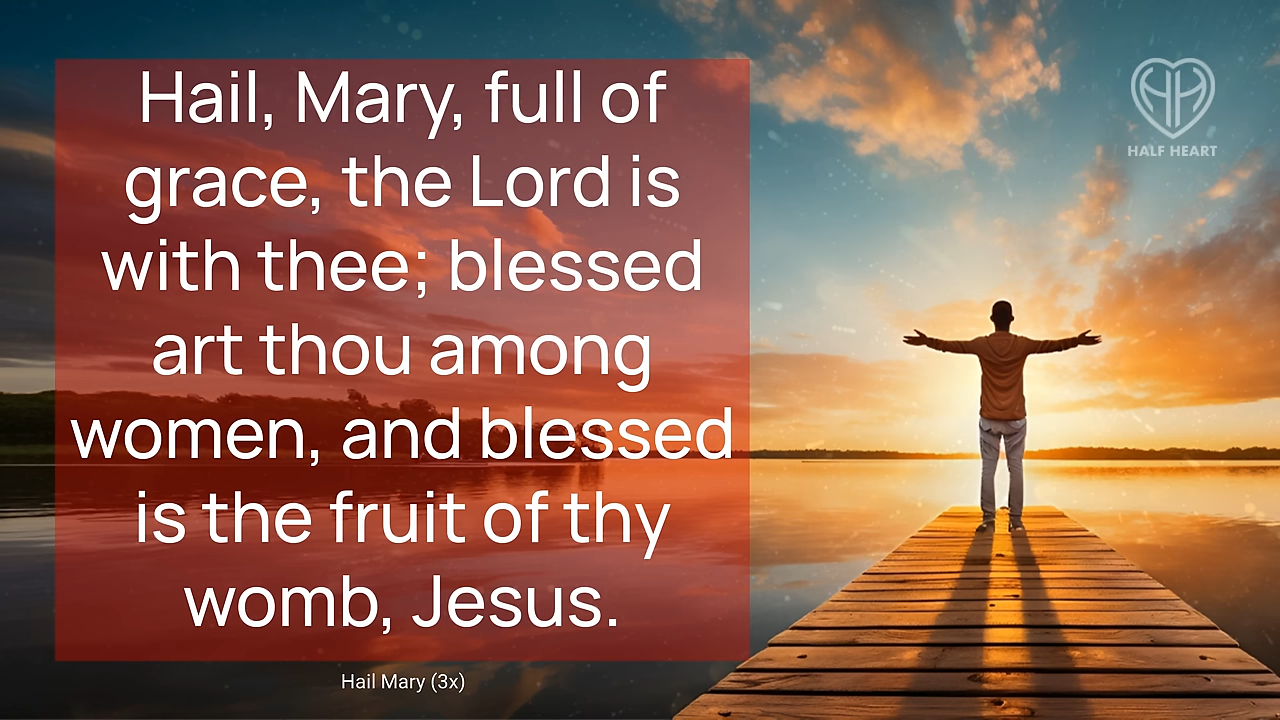 Hail, Mary, full of
grace, the Lord is
with thee; blessed
art thou among
women, and blessed
is the fruit of thy
womb, Jesus.
Hail Mary (3x)
HALF HEART